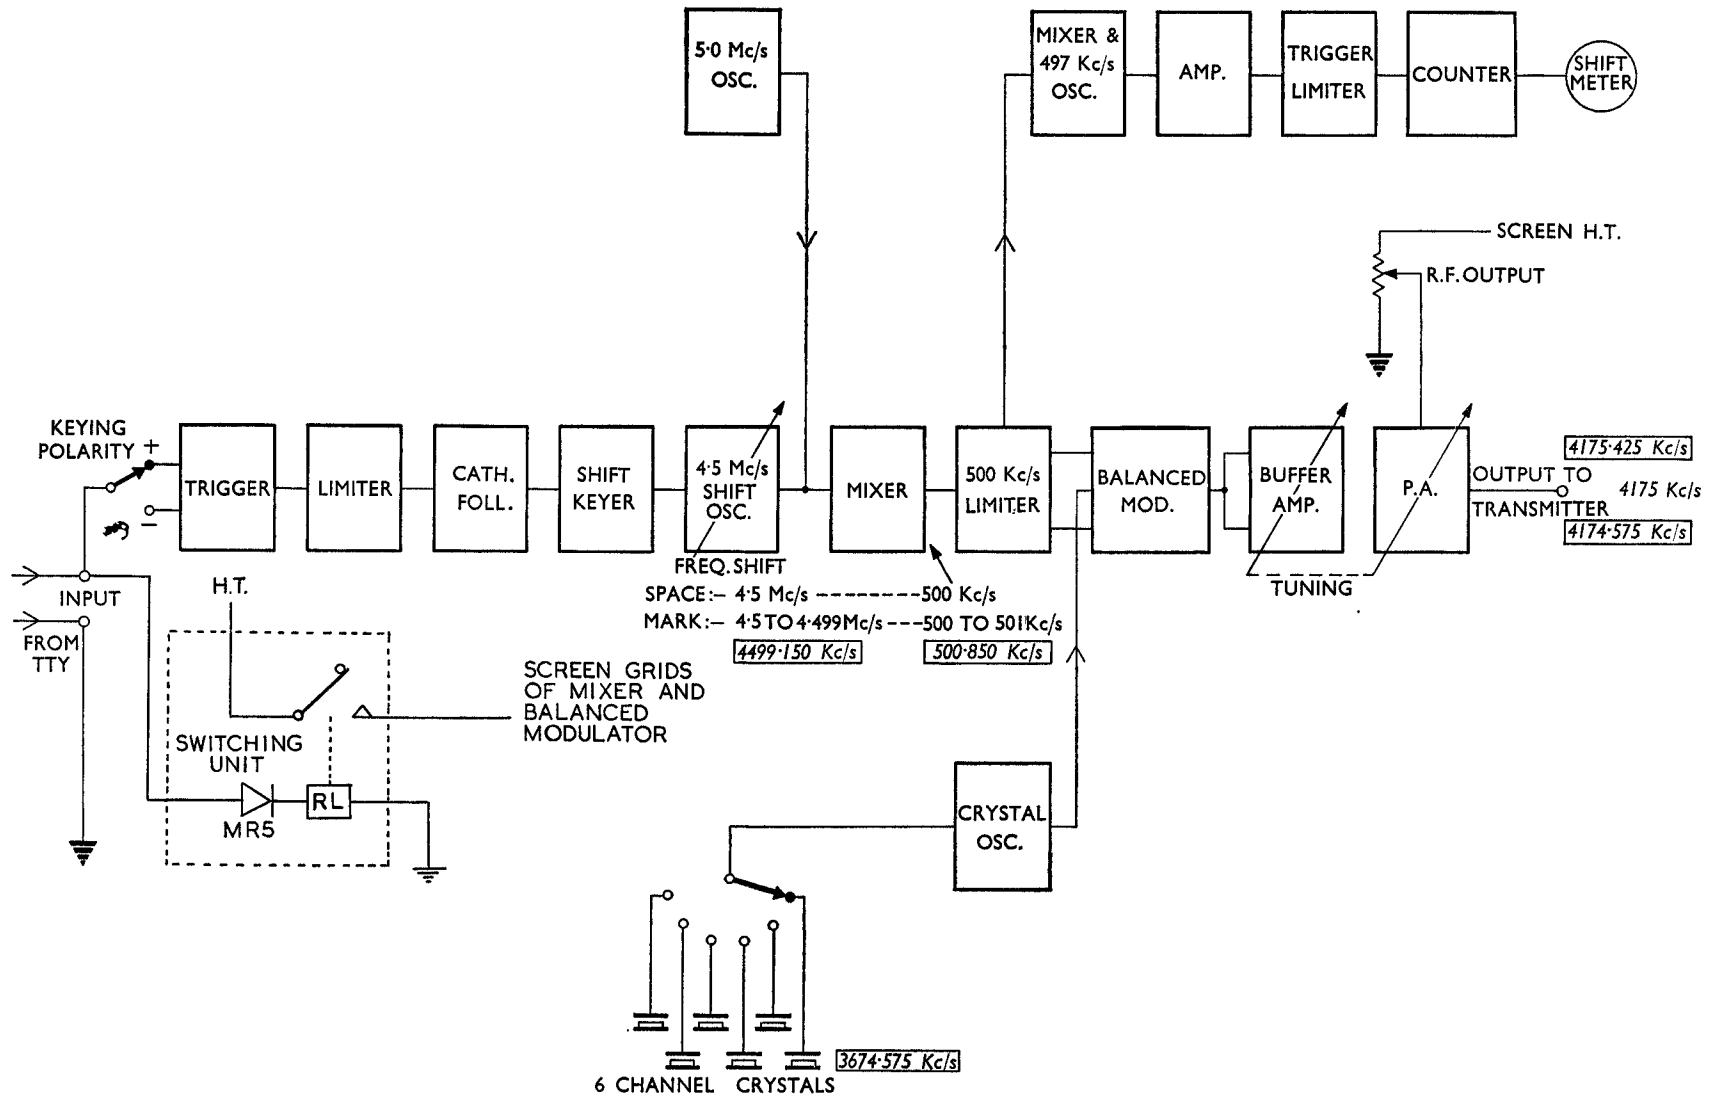 5·0 Mc/s
OSC.
MIXER &
497 Kc/s
OSC.
AMP.
TRIGGER
LIMITER
COUNTER
SHIFT
METER
SCREEN H.T.
R.F. OUTPUT
KEYING
POLARITY +
−
TRIGGER
LIMITER
CATH.
FOLL.
SHIFT
KEYER
4·5 Mc/s
SHIFT
OSC.
MIXER
500 Kc/s
LIMITER
BALANCED
MOD.
BUFFER
AMP.
P.A.
4175·425 Kc/s
OUTPUT TO
4175 Kc/s
TRANSMITTER
4174·575 Kc/s
FREQ. SHIFT
TUNING
SPACE:– 4·5 Mc/s --------500 Kc/s
MARK:– 4·5 TO 4·499Mc/s ---500 TO 501Kc/s
4499·150 Kc/s
500·850 Kc/s
INPUT
FROM
TTY
H.T.
SCREEN GRIDS
OF MIXER AND
BALANCED
MODULATOR
SWITCHING
UNIT
RL
MR5
CRYSTAL
OSC.
3674·575 Kc/s
6 CHANNEL CRYSTALS